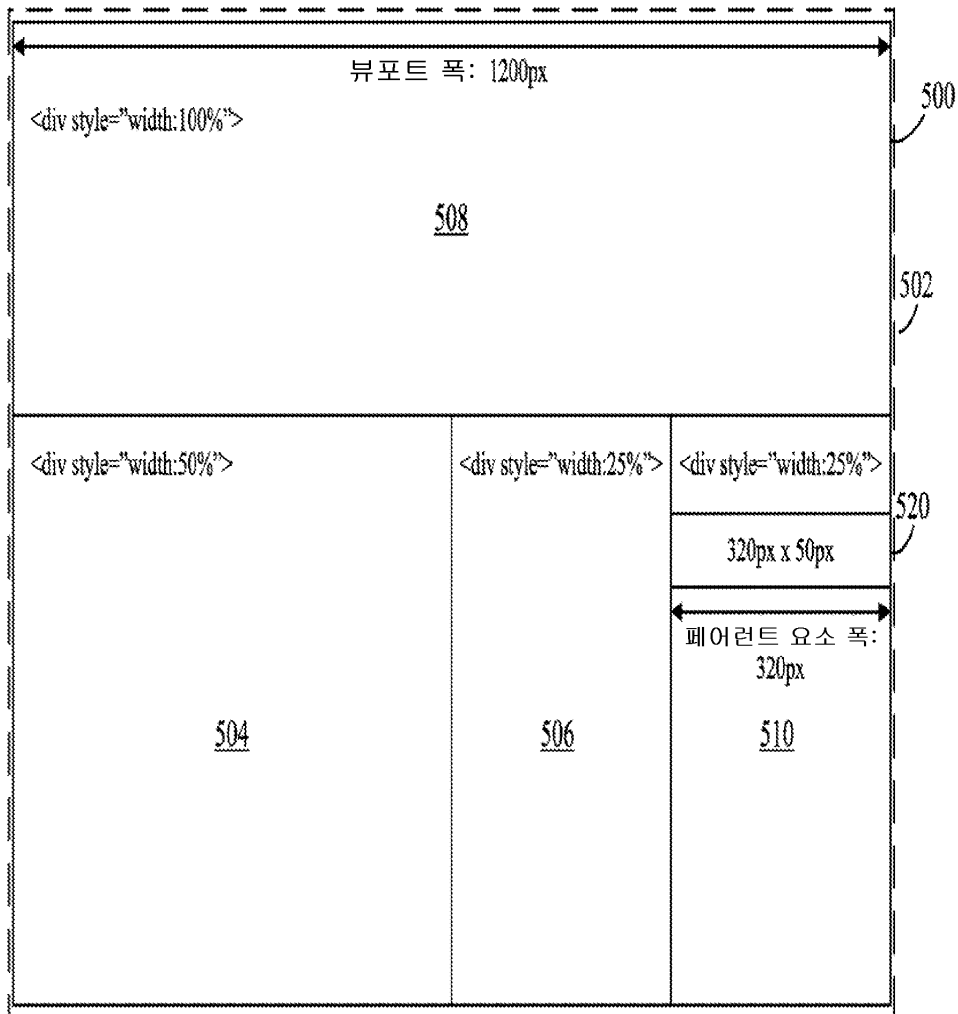 뷰포트 폭: 1200px
<div style="width:100%">
500
508
502
<div style="width:50%">
<div style="width:25%">
<div style="width:25%">
520
320px x 50px
페어런트 요소 폭:
320px
504
506
510